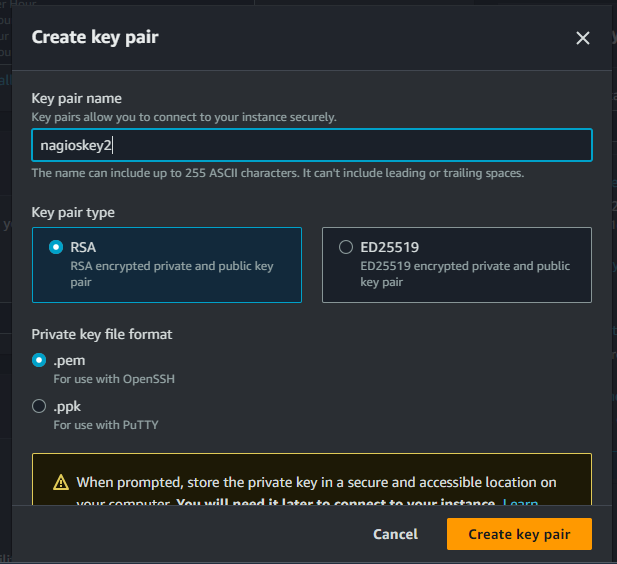 Create key pair
Key pair name
Key pairs allow you to connect to your instance securely.
nagioskey2
The name can include up to 255 ASCII characters. It can't include leading or trailing spaces.
Key pair type
RSA
RSA encrypted private and public key
pair
ED25519
ED25519 encrypted private and public
key pair
Private key file format
.pem
For use with OpenSSH
.ppk
For use with PuTTY
When prompted, store the private key in a secure and accessible location on
your computer. You will need it later to connect to your instance. Learn
Cancel
Create key pair